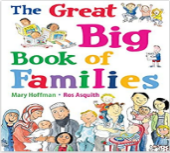 The Great
Big
Book of
Families
Mary Hoffman • Ros Asquith